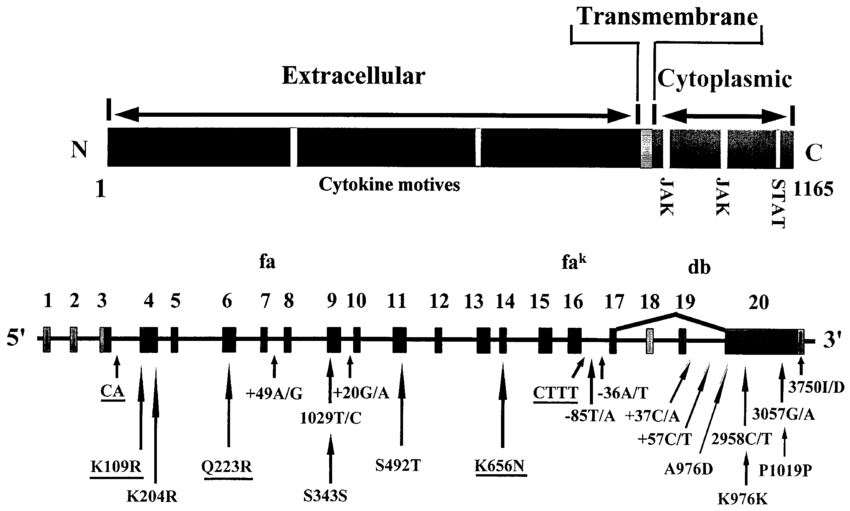 Transmembrane
Extracellular
Cytoplasmic
N
C
1
Cytokine motives
JAK
JAK
STAT
1165
fa
faᵏ
db
1 2 3 4 5 6 7 8 9 10 11 12 13 14 15 16 17 18 19 20
5'
3'
CA
+49A/G
+20G/A
CTTT
-36A/T
3750I/D
1029T/C
-85T/A
+37C/A
3057G/A
+57C/T
2958C/T
K109R
Q223R
S492T
K656N
A976D
P1019P
K204R
S343S
K976K